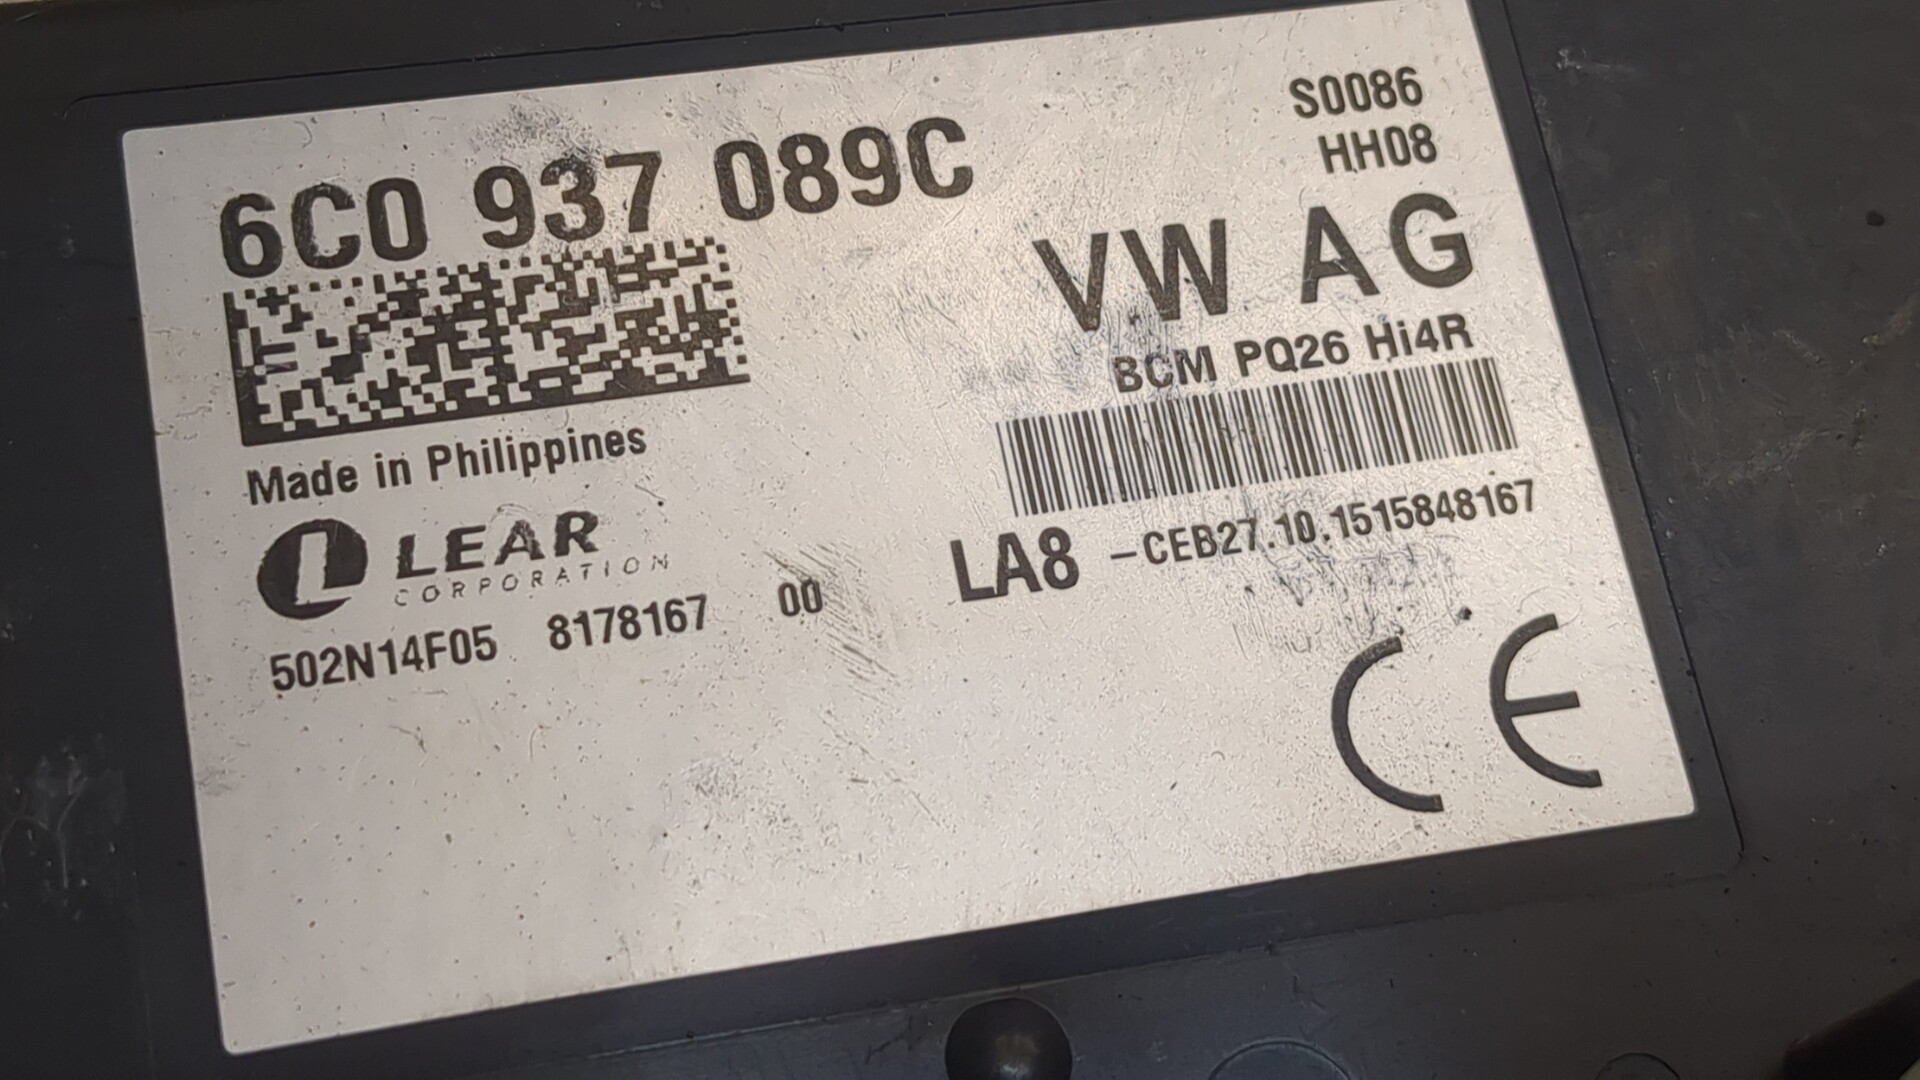 S0086
HH08
6C0 937 089C
VW AG
BCM PQ26 Hi4R
Made in Philippines
LEAR
CORPORATION
LA8 -CEB27.10.1515848167
502N14F05 8178167 00
CE